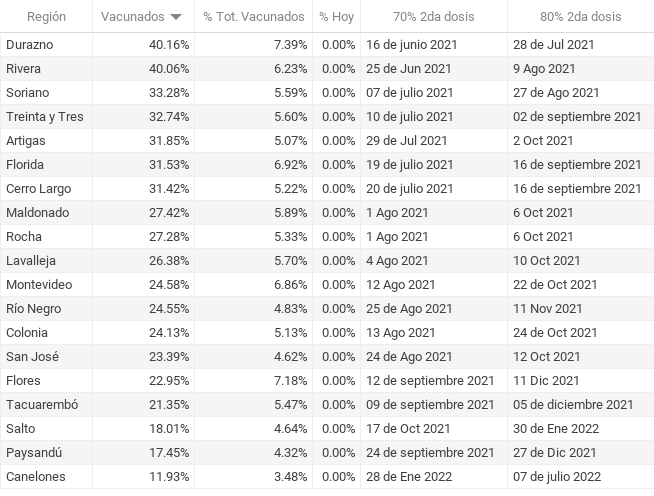 Región Vacunados % Tot. Vacunados % Hoy 70% 2da dosis 80% 2da dosis
Durazno 40.16% 7.39% 0.00% 16 de junio 2021 28 de Jul 2021
Rivera 40.06% 6.23% 0.00% 25 de Jun 2021 9 Ago 2021
Soriano 33.28% 5.59% 0.00% 07 de julio 2021 27 de Ago 2021
Treinta y Tres 32.74% 5.60% 0.00% 10 de julio 2021 02 de septiembre 2021
Artigas 31.85% 5.07% 0.00% 29 de Jul 2021 2 Oct 2021
Florida 31.53% 6.92% 0.00% 19 de julio 2021 16 de septiembre 2021
Cerro Largo 31.42% 5.22% 0.00% 20 de julio 2021 16 de septiembre 2021
Maldonado 27.42% 5.89% 0.00% 1 Ago 2021 6 Oct 2021
Rocha 27.28% 5.33% 0.00% 1 Ago 2021 6 Oct 2021
Lavalleja 26.38% 5.70% 0.00% 4 Ago 2021 10 Oct 2021
Montevideo 24.58% 6.86% 0.00% 12 Ago 2021 22 de Oct 2021
Río Negro 24.55% 4.83% 0.00% 25 de Ago 2021 11 Nov 2021
Colonia 24.13% 5.13% 0.00% 13 Ago 2021 24 de Oct 2021
San José 23.39% 4.62% 0.00% 24 de Ago 2021 12 Oct 2021
Flores 22.95% 7.18% 0.00% 12 de septiembre 2021 11 Dic 2021
Tacuarembó 21.35% 5.47% 0.00% 09 de septiembre 2021 05 de diciembre 2021
Salto 18.01% 4.64% 0.00% 17 de Oct 2021 30 de Ene 2022
Paysandú 17.45% 4.32% 0.00% 24 de septiembre 2021 27 de Dic 2021
Canelones 11.93% 3.48% 0.00% 28 de Ene 2022 07 de julio 2022